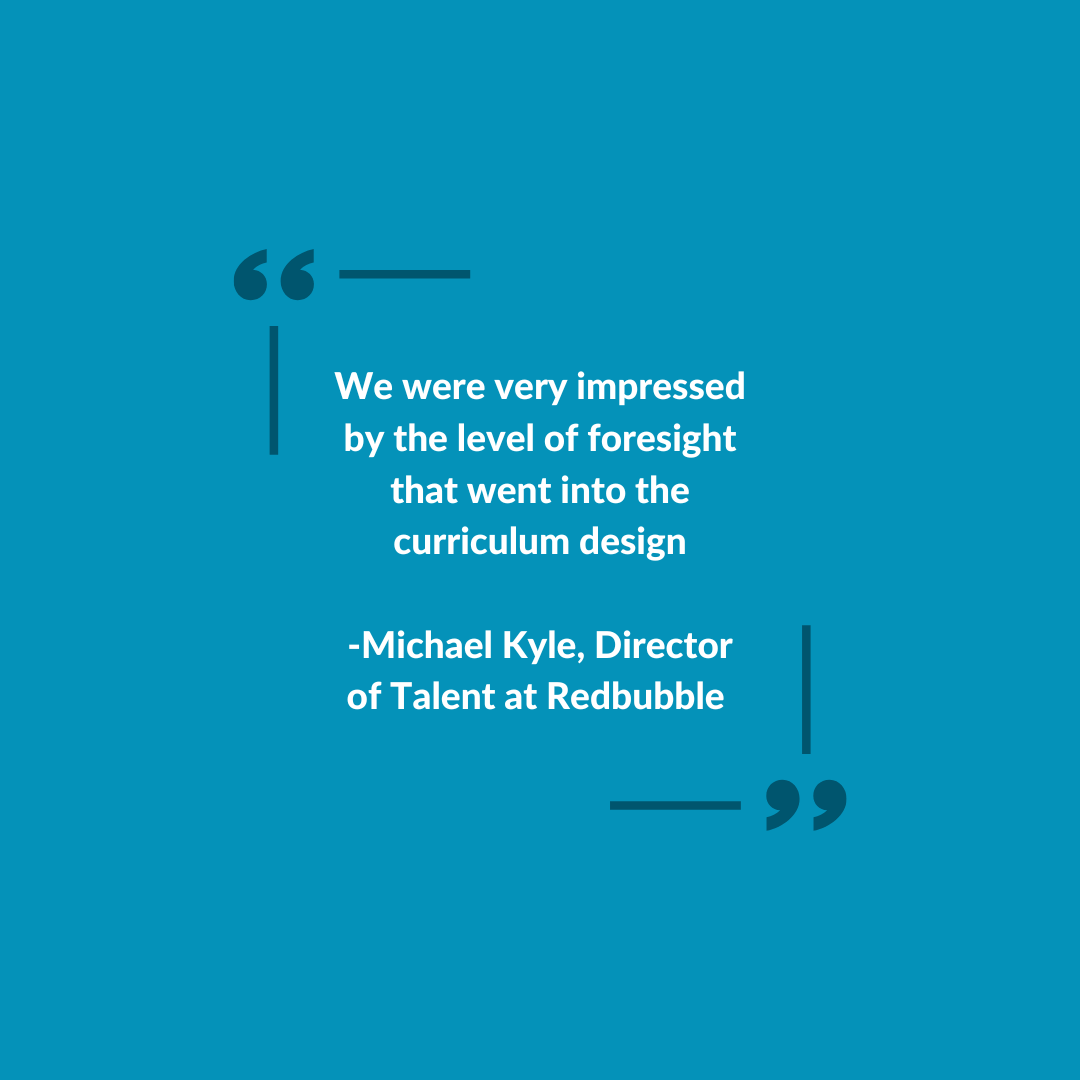 “
We were very impressed
by the level of foresight
that went into the
curriculum design
-Michael Kyle, Director
of Talent at Redbubble
”